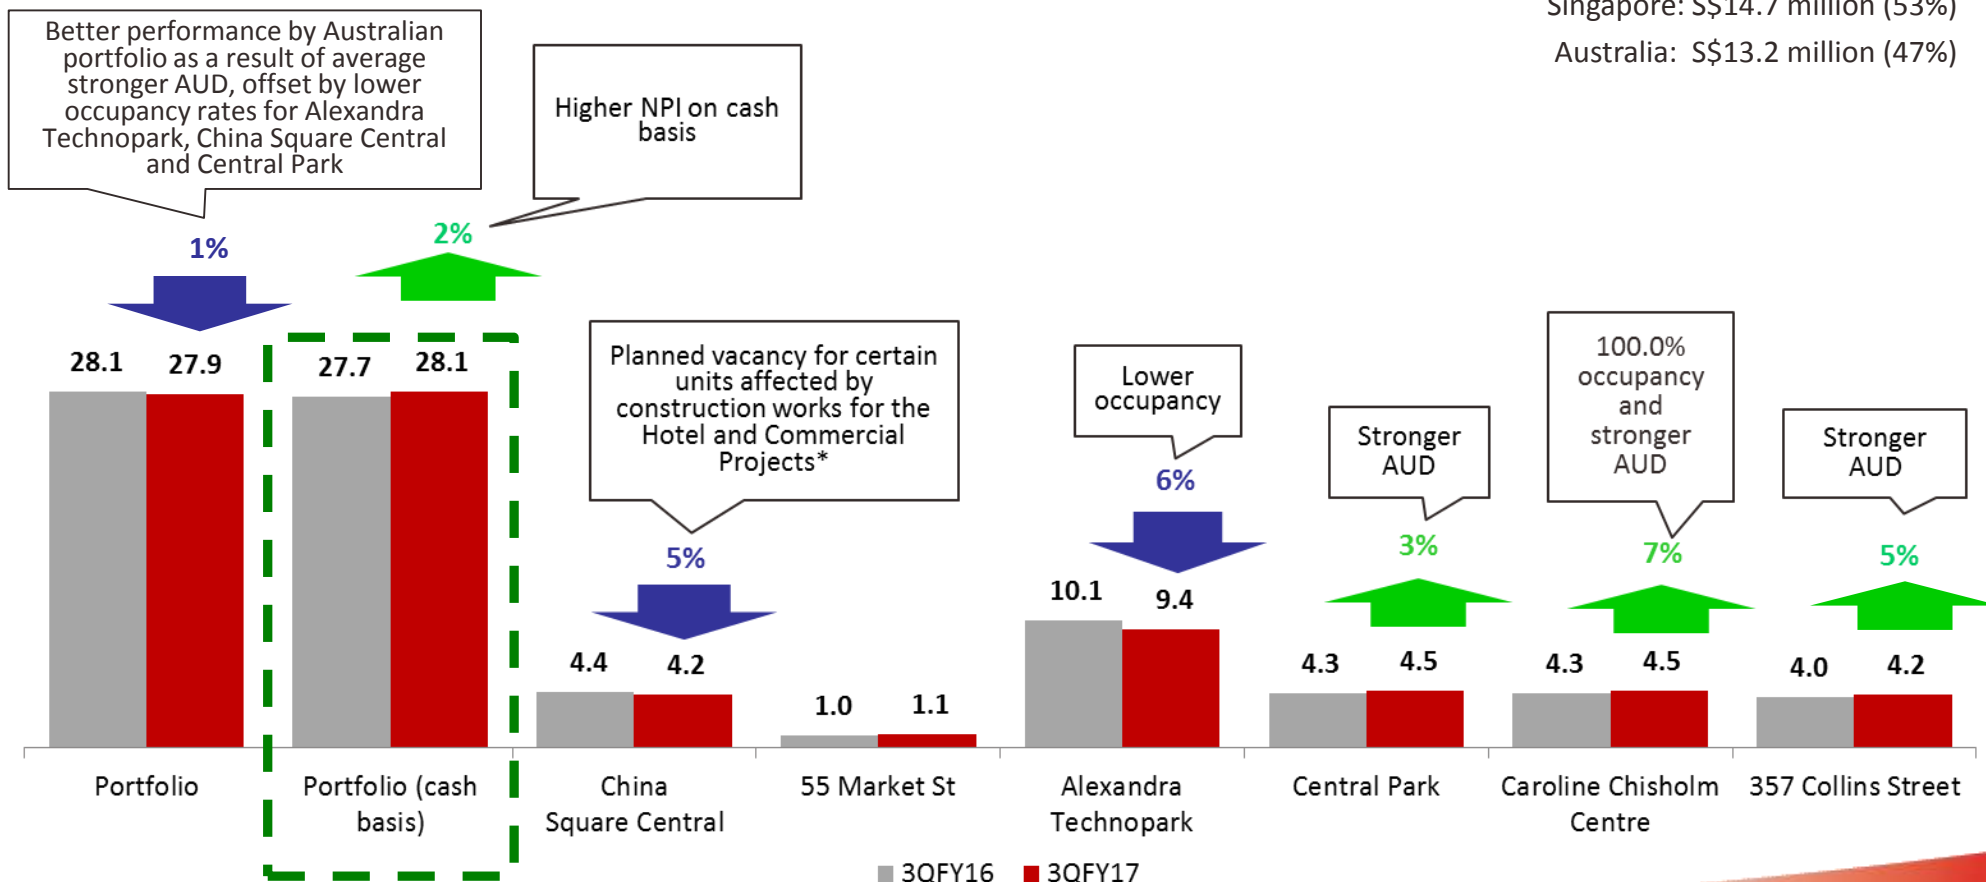 Singapore: S$14.7 million (53%)
Australia: S$13.2 million (47%)
Better performance by Australian
portfolio as a result of average
stronger AUD, offset by lower
occupancy rates for Alexandra
Technopark, China Square Central
and Central Park
Higher NPI on cash
basis
1%
2%
28.1
27.9
27.7
28.1
Planned vacancy for certain
units affected by
construction works for the
Hotel and Commercial
Projects*
5%
4.4
4.2
1.0
1.1
Lower
occupancy
6%
10.1
9.4
Stronger
AUD
3%
4.3
4.5
100.0%
occupancy
and
stronger
AUD
7%
4.3
4.5
Stronger
AUD
5%
4.0
4.2
Portfolio
Portfolio (cash
basis)
China
Square Central
55 Market St
Alexandra
Technopark
Central Park
Caroline Chisholm
Centre
357 Collins Street
3QFY16
3QFY17